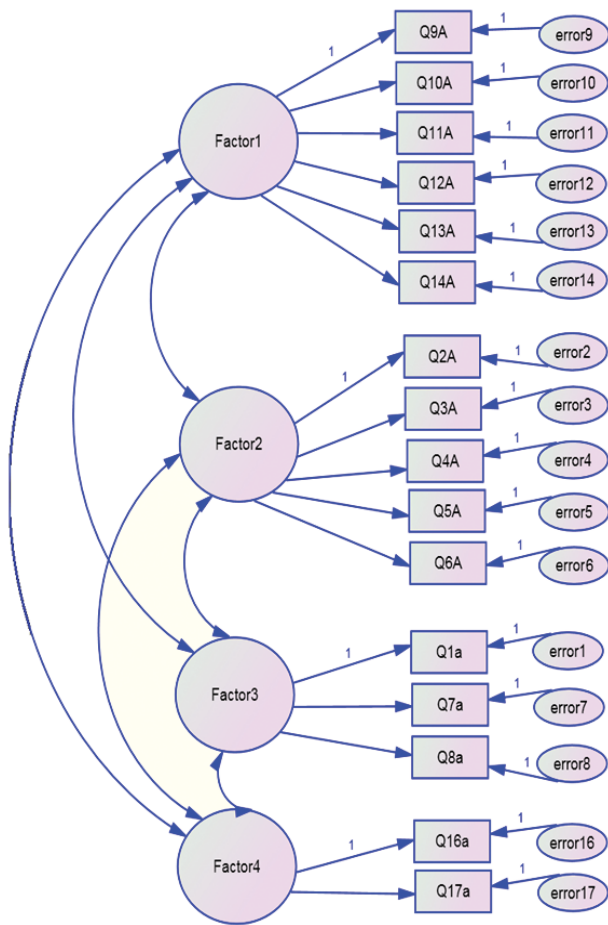 1 Q9A 1 error9
Q10A 1 error10
Factor1 Q11A 1 error11
Q12A 1 error12
Q13A 1 error13
Q14A 1 error14
1 Q2A 1 error2
Q3A 1 error3
Factor2 Q4A 1 error4
Q5A 1 error5
Q6A 1 error6
1 Q1a 1 error1
Factor3 Q7a 1 error7
Q8a 1 error8
1 Q16a 1 error16
Factor4 Q17a 1 error17